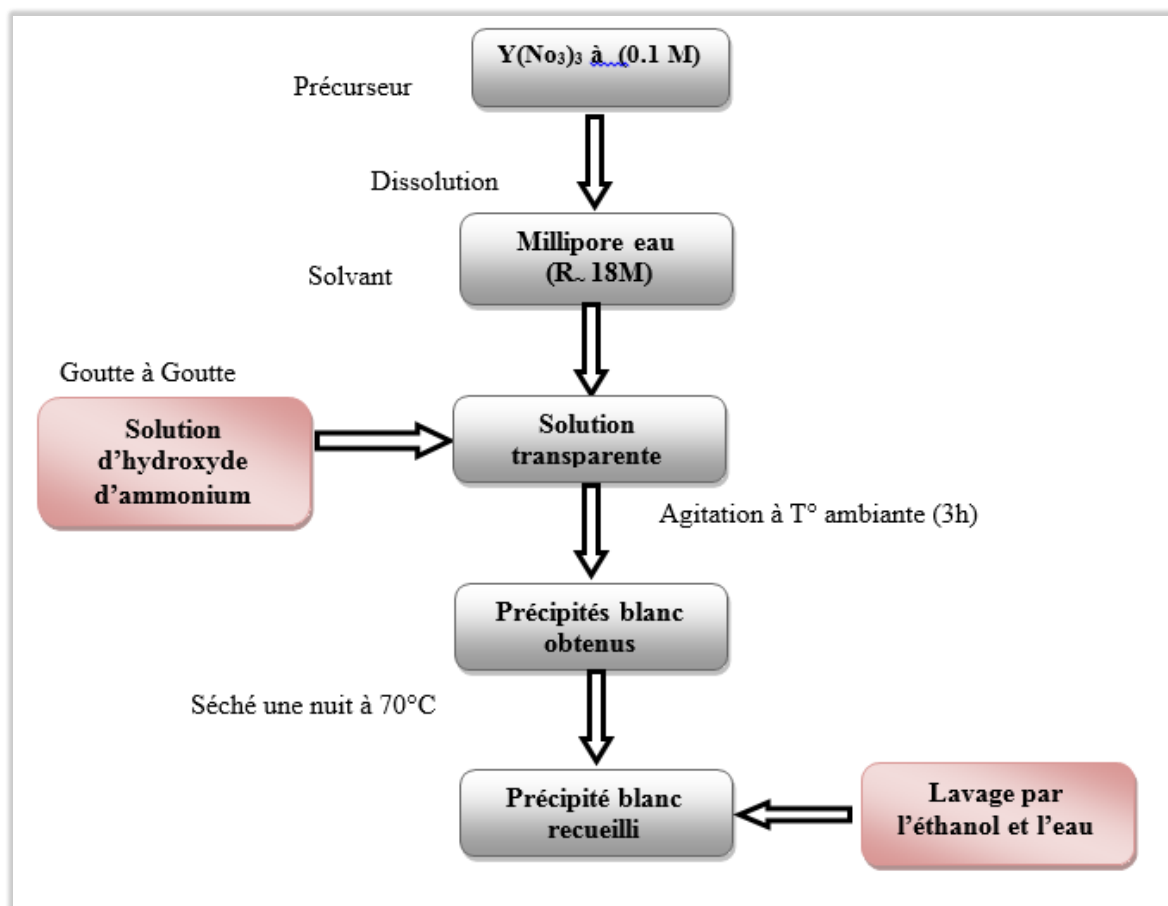 Y(No₃)₃ à (0.1 M)
Précurseur
Dissolution
Millipore eau
(R~ 18M)
Solvant
Goutte à Goutte
Solution
d'hydroxyde
d'ammonium
Solution
transparente
Agitation à T° ambiante (3h)
Précipités blanc
obtenus
Séché une nuit à 70°C
Précipité blanc
recueilli
Lavage par
l'éthanol et l'eau